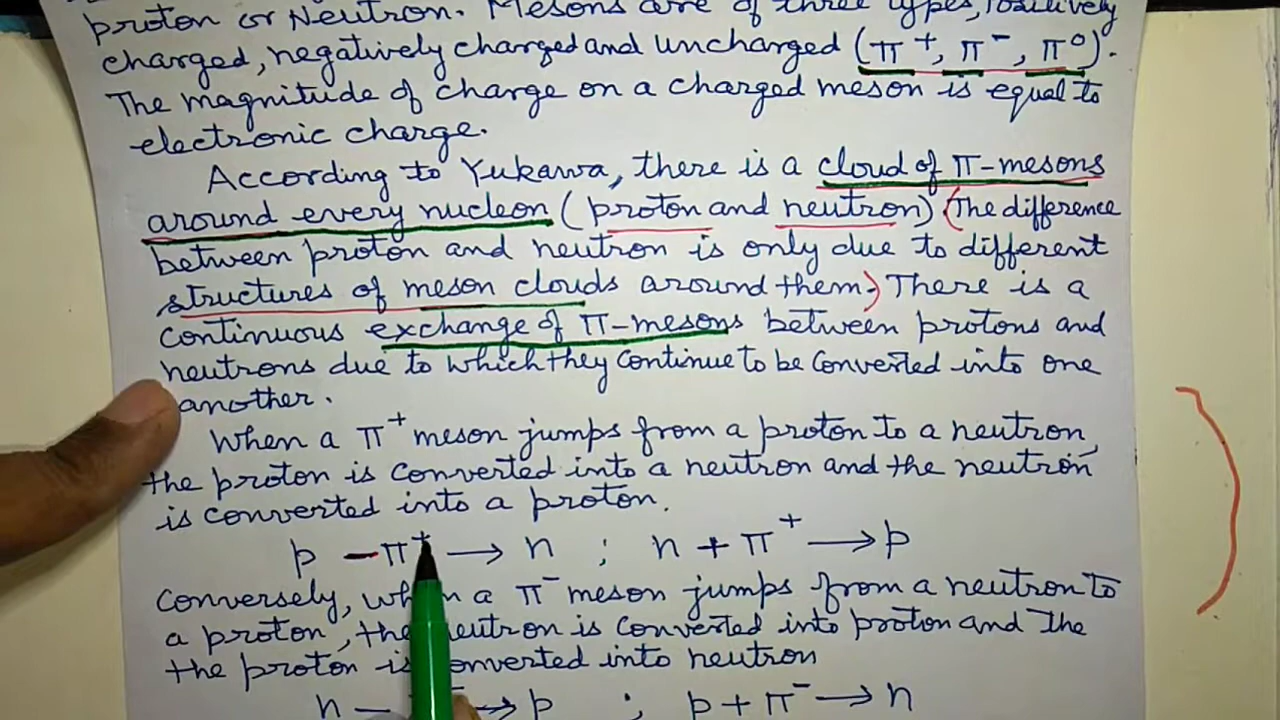 proton or Neutron. Mesons are of three types, Positively
charged, negatively charged and uncharged (π⁺, π⁻, π⁰).
The magnitude of charge on a charged meson is equal to
electronic charge.
According to Yukawa, there is a cloud of π-mesons
around every nucleon (proton and neutron) (The difference
between proton and neutron is only due to different
structures of meson clouds around them.) There is a
continuous exchange of π-mesons between protons and
neutrons due to which they continue to be converted into one
another.
When a π⁺ meson jumps from a proton to a neutron,
the proton is converted into a neutron and the neutron
is converted into a proton.
p – π⁺ → n ; n + π⁺ → p
Conversely, when a π⁻ meson jumps from a neutron to
a proton, the neutron is converted into proton and the
the proton is converted into neutron
n – → p ; p + π⁻ → n